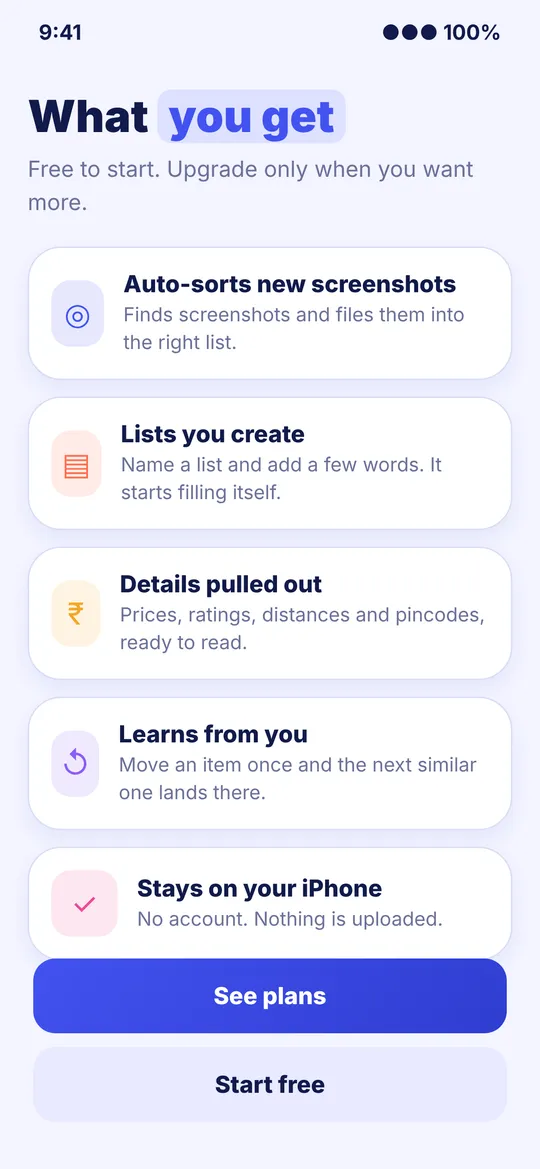 9:41
100%
What you get
Free to start. Upgrade only when you want
more.
Auto-sorts new screenshots
Finds screenshots and files them into
the right list.
Lists you create
Name a list and add a few words. It
starts filling itself.
₹
Details pulled out
Prices, ratings, distances and pincodes,
ready to read.
Learns from you
Move an item once and the next similar
one lands there.
Stays on your iPhone
No account. Nothing is uploaded.
See plans
Start free